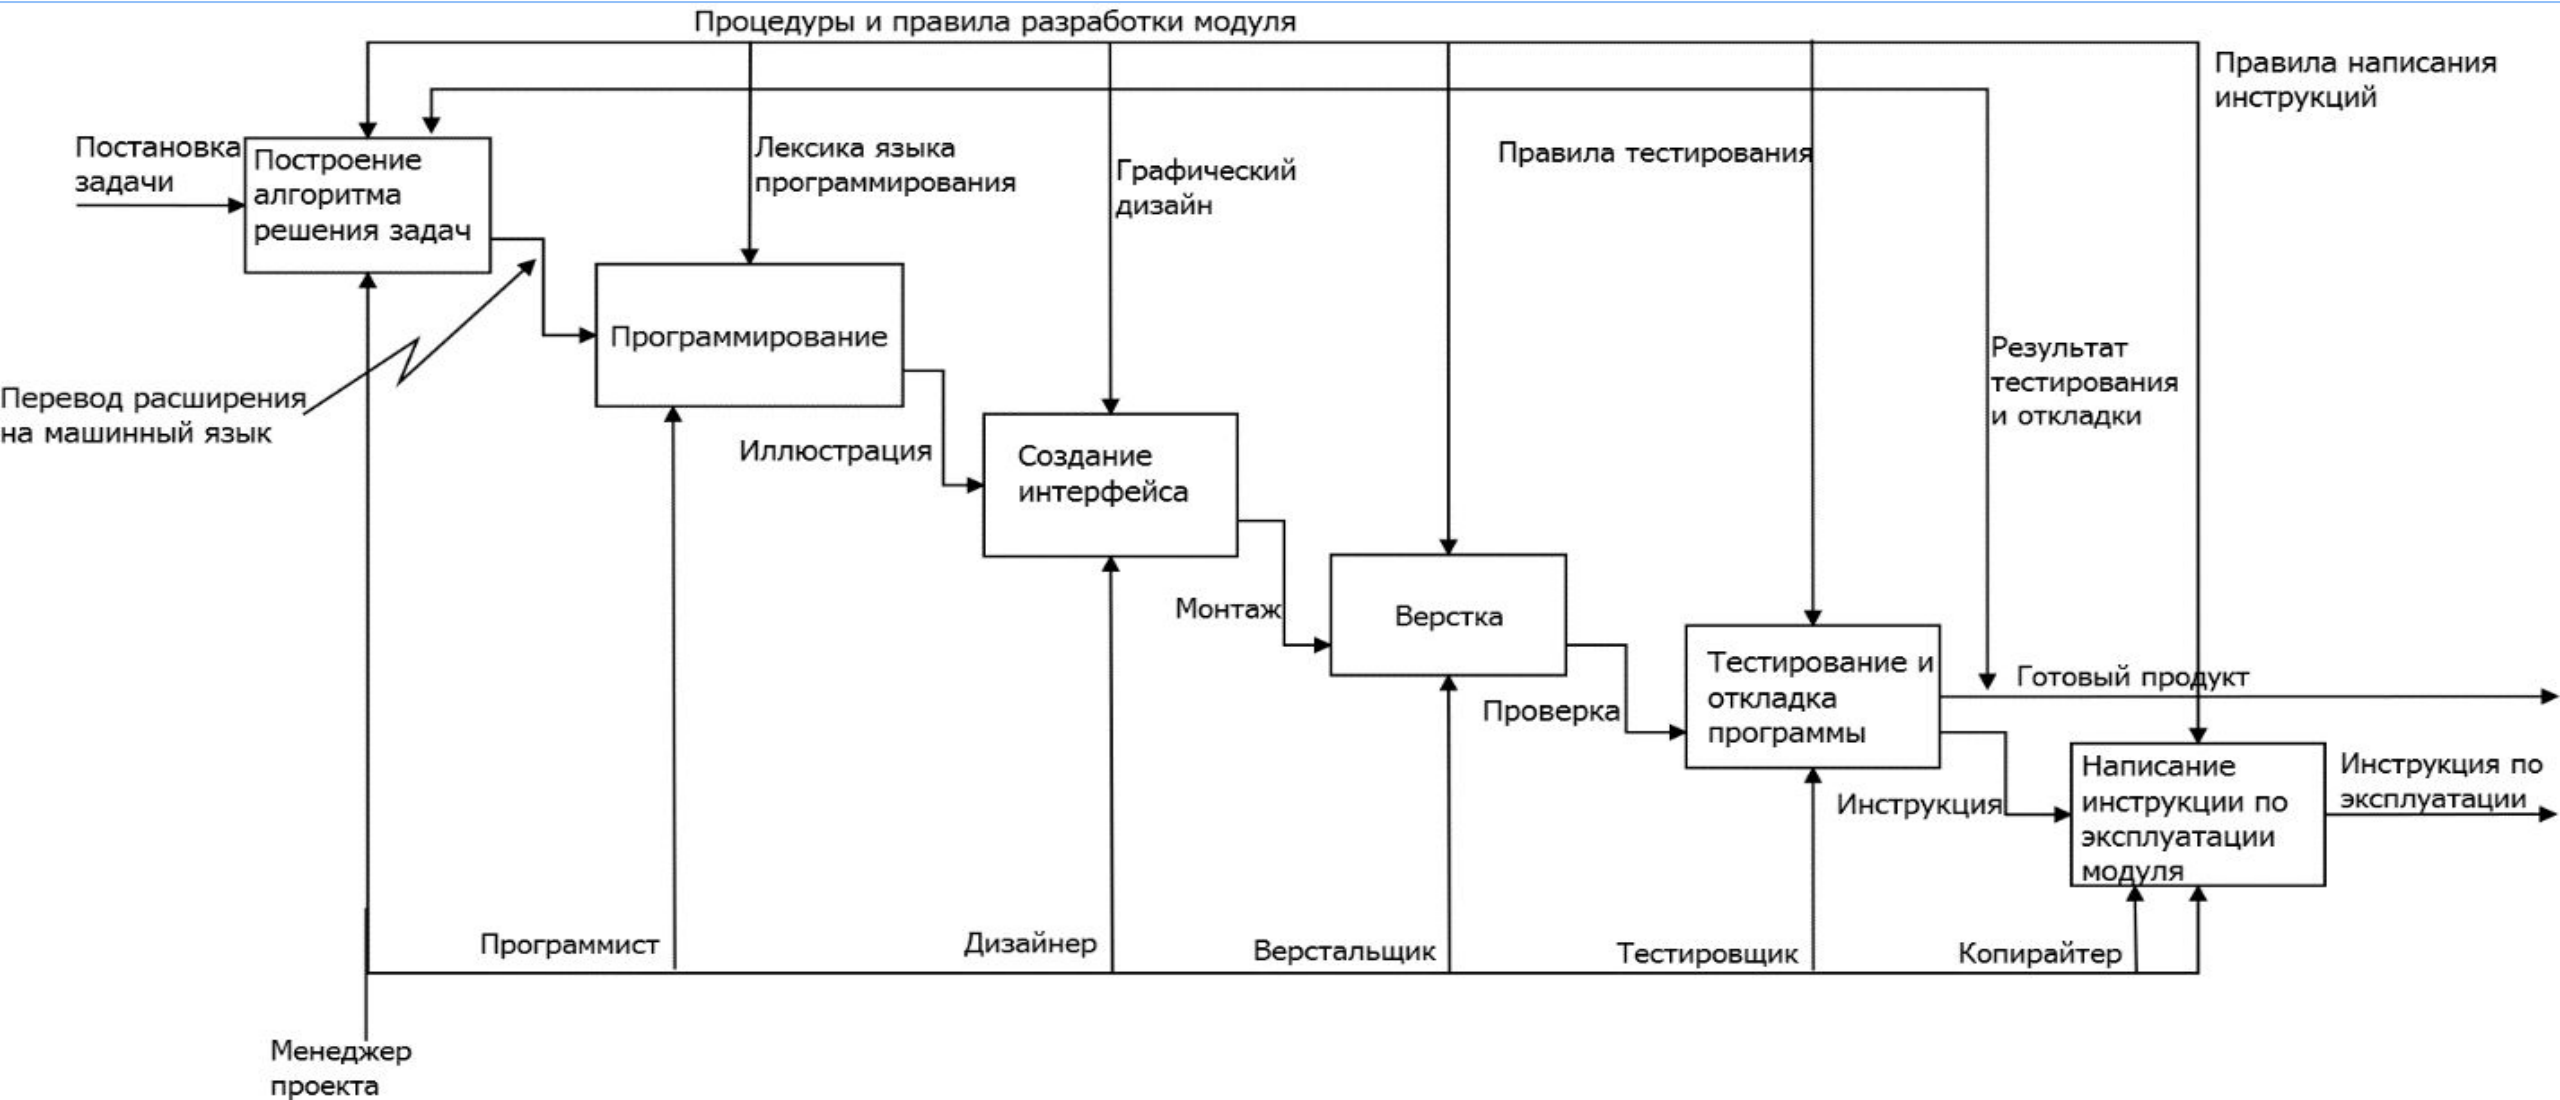 Процедуры и правила разработки модуля
Правила написания
инструкций
Постановка
задачи
Построение
алгоритма
решения задач
Лексика языка
программирования
Графический
дизайн
Правила тестирования
Перевод расширения
на машинный язык
Программирование
Иллюстрация
Создание
интерфейса
Результат
тестирования
и откладки
Монтаж
Верстка
Проверка
Тестирование и
откладка
программы
Готовый продукт
Инструкция
Написание
инструкции по
эксплуатации
модуля
Инструкция по
эксплуатации
Программист
Дизайнер
Верстальщик
Тестировщик
Копирайтер
Менеджер
проекта